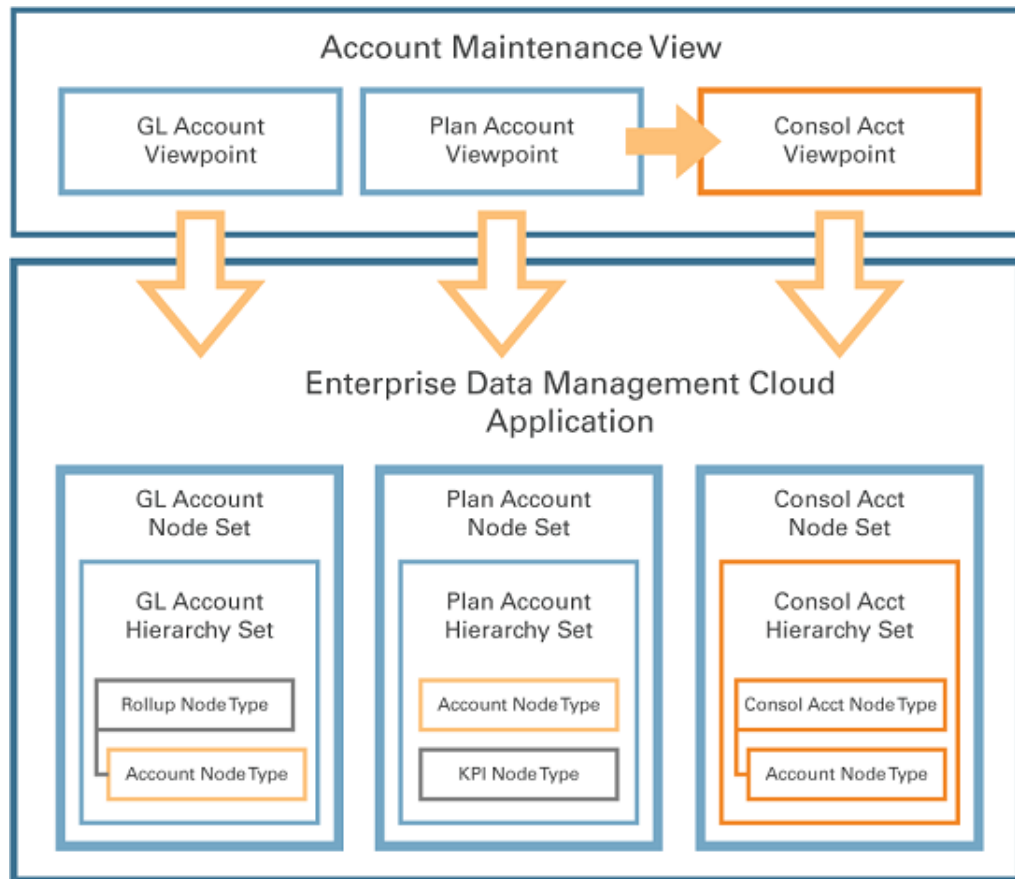 Account Maintenance View
GL Account
Viewpoint
Plan Account
Viewpoint
Consol Acct
Viewpoint
Enterprise Data Management Cloud
Application
GL Account
Node Set
GL Account
Hierarchy Set
Rollup Node Type
Account Node Type
Plan Account
Node Set
Plan Account
Hierarchy Set
Account Node Type
KPI Node Type
Consol Acct
Node Set
Consol Acct
Hierarchy Set
Consol Acct Node Type
Account Node Type